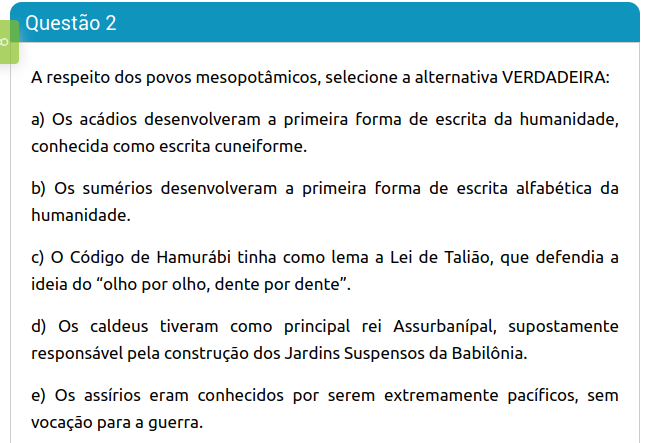 Questão 2
A respeito dos povos mesopotâmicos, selecione a alternativa VERDADEIRA:
a) Os acádios desenvolveram a primeira forma de escrita da humanidade,
conhecida como escrita cuneiforme.
b) Os sumérios desenvolveram a primeira forma de escrita alfabética da
humanidade.
c) O Código de Hamurábi tinha como lema a Lei de Talião, que defendia a
ideia do “olho por olho, dente por dente”.
d) Os caldeus tiveram como principal rei Assurbanípal, supostamente
responsável pela construção dos Jardins Suspensos da Babilônia.
e) Os assírios eram conhecidos por serem extremamente pacíficos, sem
vocação para a guerra.